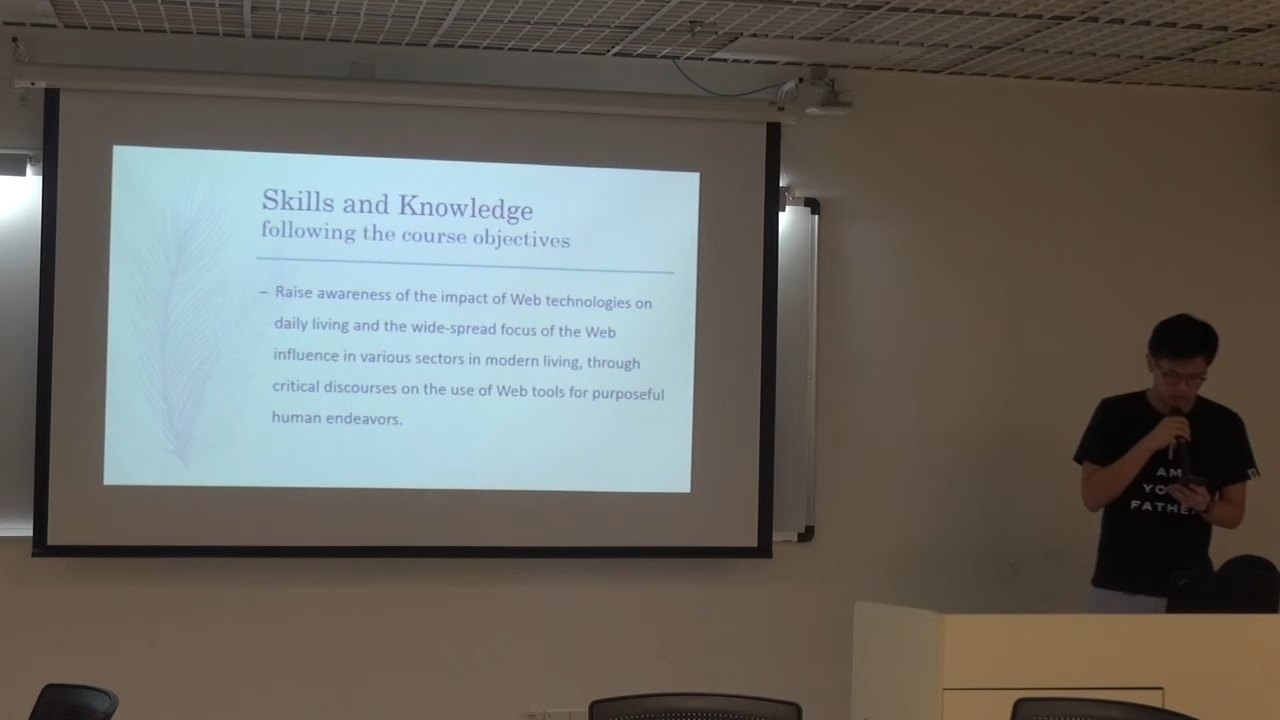 Skills and Knowledge
following the course objectives
– Raise awareness of the impact of Web technologies on
daily living and the wide-spread focus of the Web
influence in various sectors in modern living, through
critical discourses on the use of Web tools for purposeful
human endeavors.
AM
FATHE